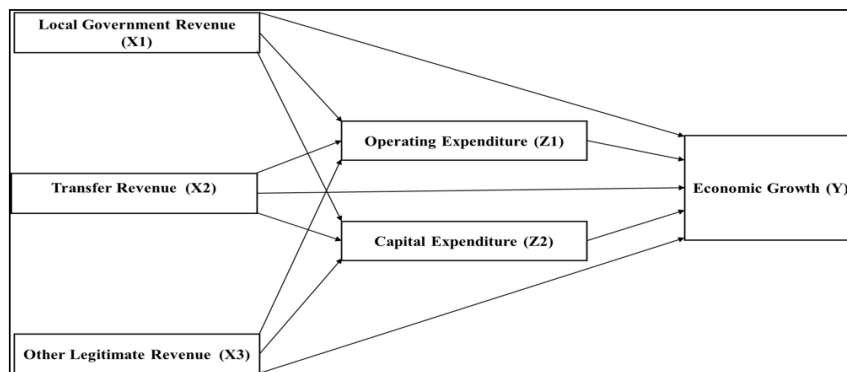 Local Government Revenue
(X1)
Operating Expenditure (Z1)
Transfer Revenue (X2)
Economic Growth (Y)
Capital Expenditure (Z2)
Other Legitimate Revenue (X3)